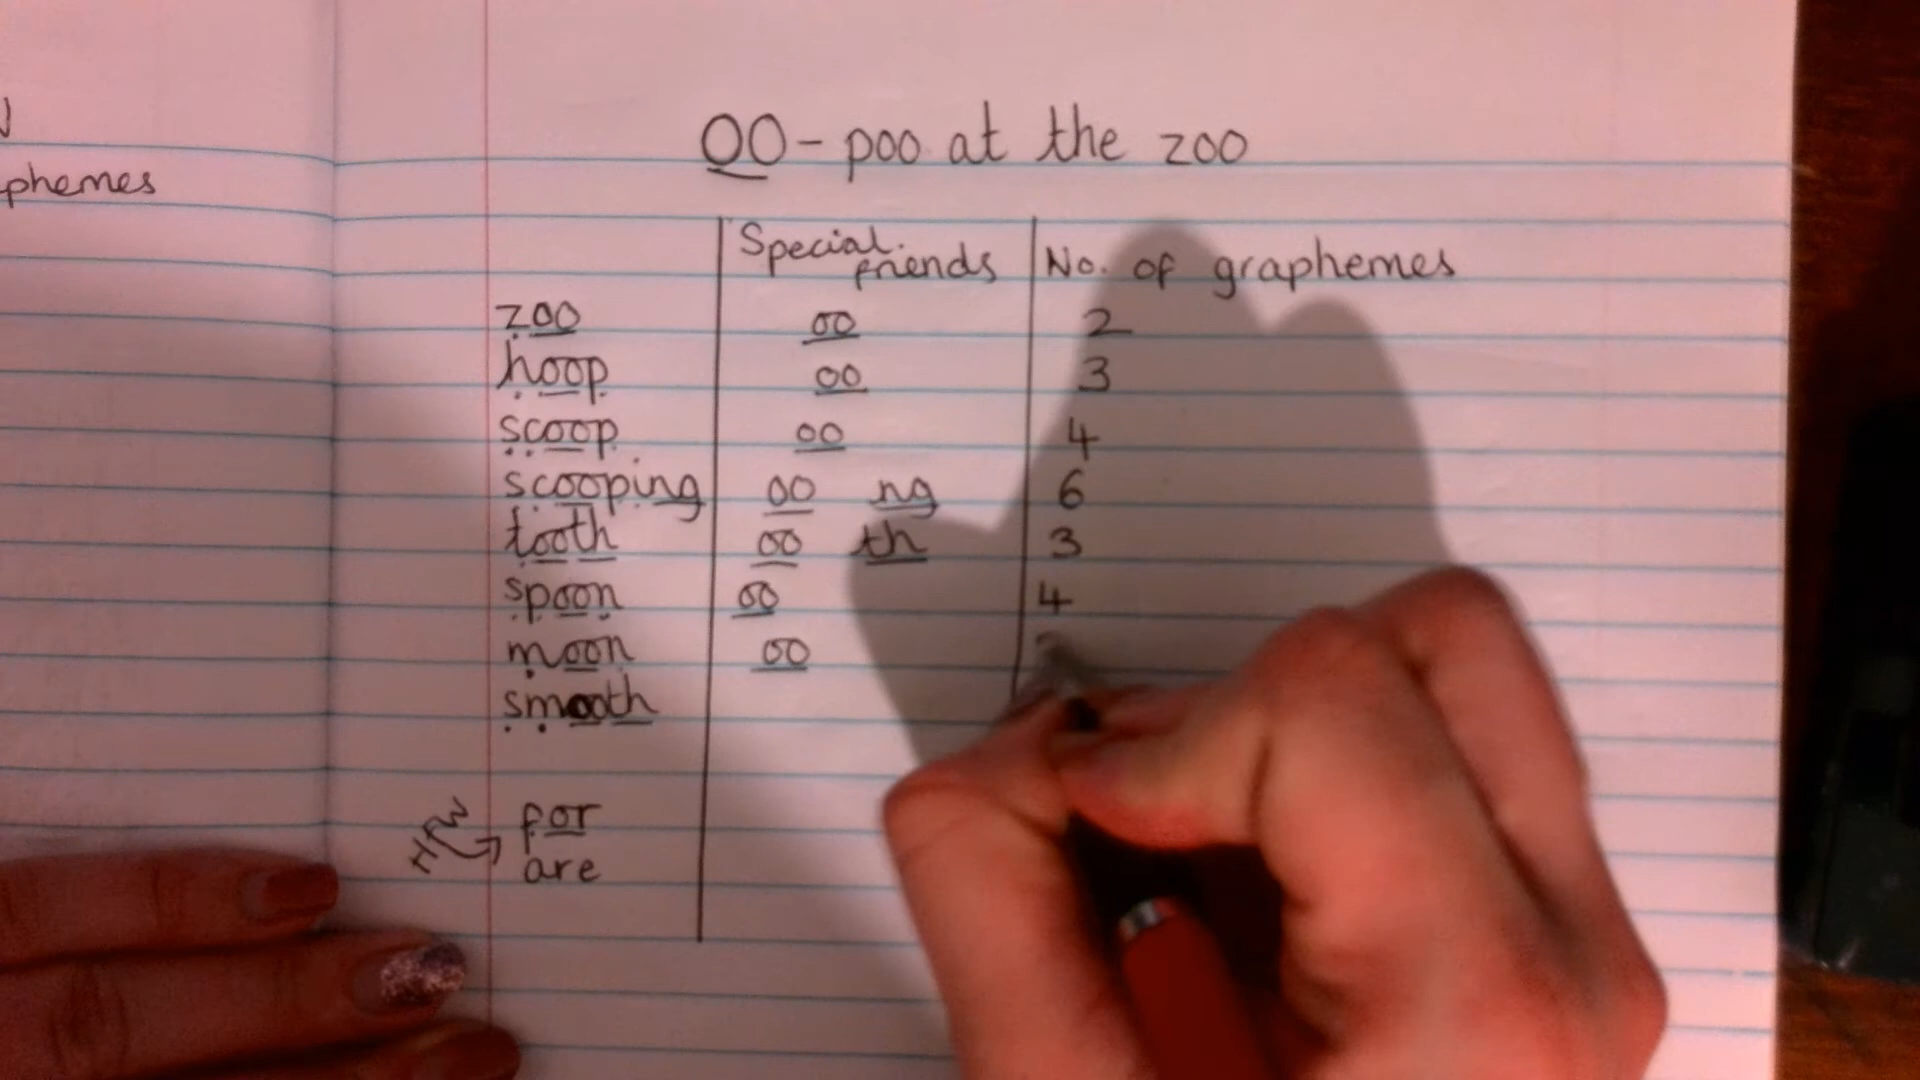 phemes
OO - poo at the zoo
Special friends No. of graphemes
zoo oo 2
hoop oo 3
scoop oo 4
scooping oo ng 6
tooth oo th 3
spoon oo 4
moon oo
smooth
HFW for
are